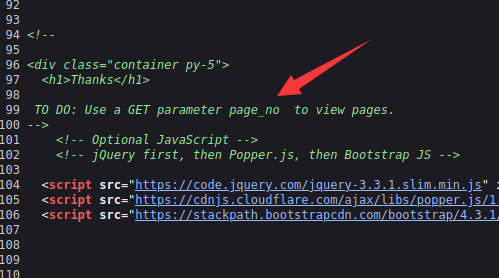 92
93
94 <!--
95
96 <div class="container py-5">
97 <h1>Thanks</h1>
98
99 TO DO: Use a GET parameter page_no to view pages.
100 -->
101 <!-- Optional JavaScript -->
102 <!-- jQuery first, then Popper.js, then Bootstrap JS -->
103
104 <script src="https://code.jquery.com/jquery-3.3.1.slim.min.js"
105 <script src="https://cdnjs.cloudflare.com/ajax/libs/popper.js/1
106 <script src="https://stackpath.bootstrapcdn.com/bootstrap/4.3.1/
107
108
109
110